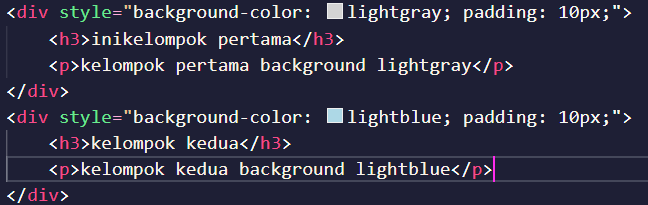 <div style="background-color: lightgray; padding: 10px;">
<h3>inikelompok pertama</h3>
<p>kelompok pertama background lightgray</p>
</div>
<div style="background-color: lightblue; padding: 10px;">
<h3>kelompok kedua</h3>
<p>kelompok kedua background lightblue</p>
</div>